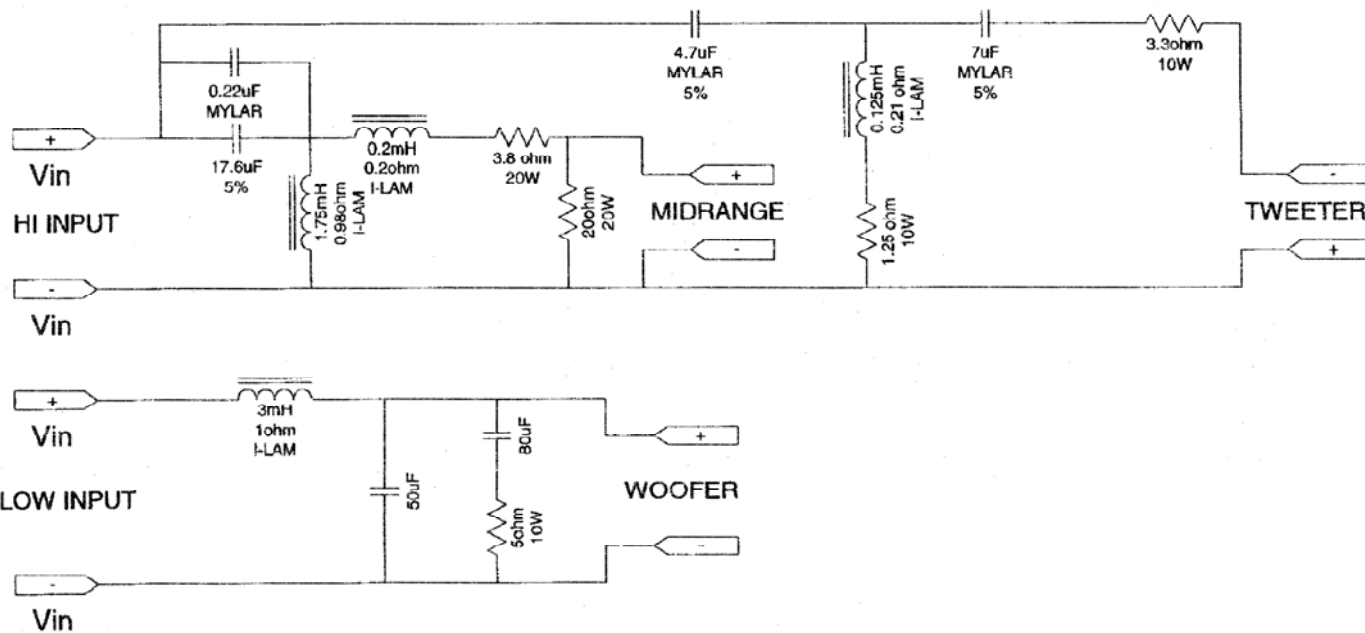 4.7uF
MYLAR
5%
7uF
MYLAR
5%
3.3ohm
10W
0.22uF
MYLAR
0.125mH
0.21 ohm
I-LAM
+
Vin
17.6uF
5%
0.2mH
0.2ohm
I-LAM
3.8 ohm
20W
+
-
HI INPUT
1.75mH
0.98ohm
I-LAM
20ohm
20W
MIDRANGE
1.25 ohm
10W
TWEETER
-
+
-
Vin
+
Vin
3mH
1ohm
I-LAM
80uF
+
LOW INPUT
50uF
5ohm
10W
WOOFER
-
-
Vin